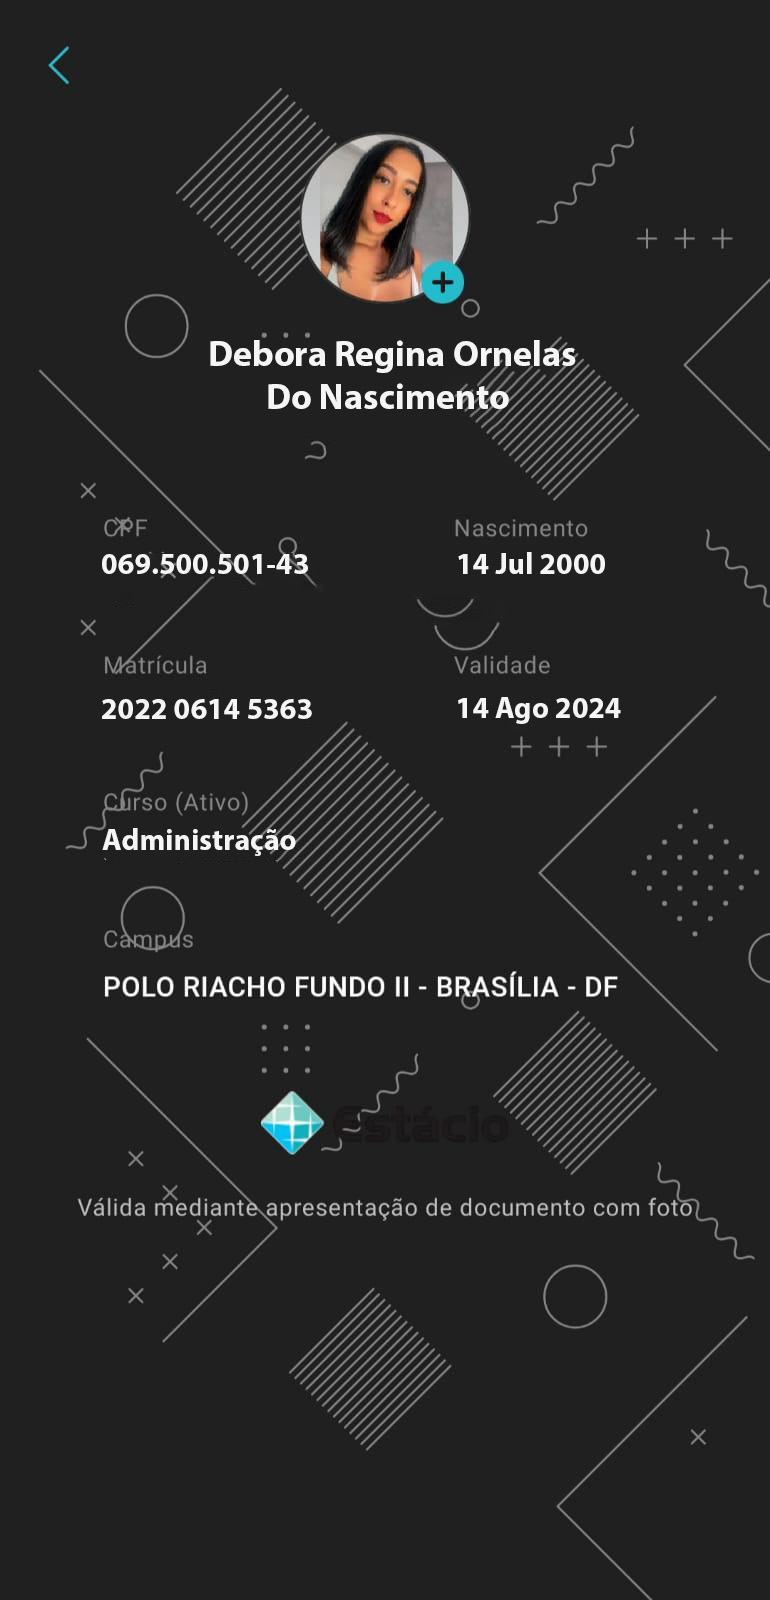 Debora Regina Ornelas
Do Nascimento
CPF
Nascimento
069.500.501-43
14 Jul 2000
Matrícula
Validade
2022 0614 5363
14 Ago 2024
Curso (Ativo)
Administração
Campus
POLO RIACHO FUNDO II - BRASÍLIA - DF
Estácio
Válida mediante apresentação de documento com foto